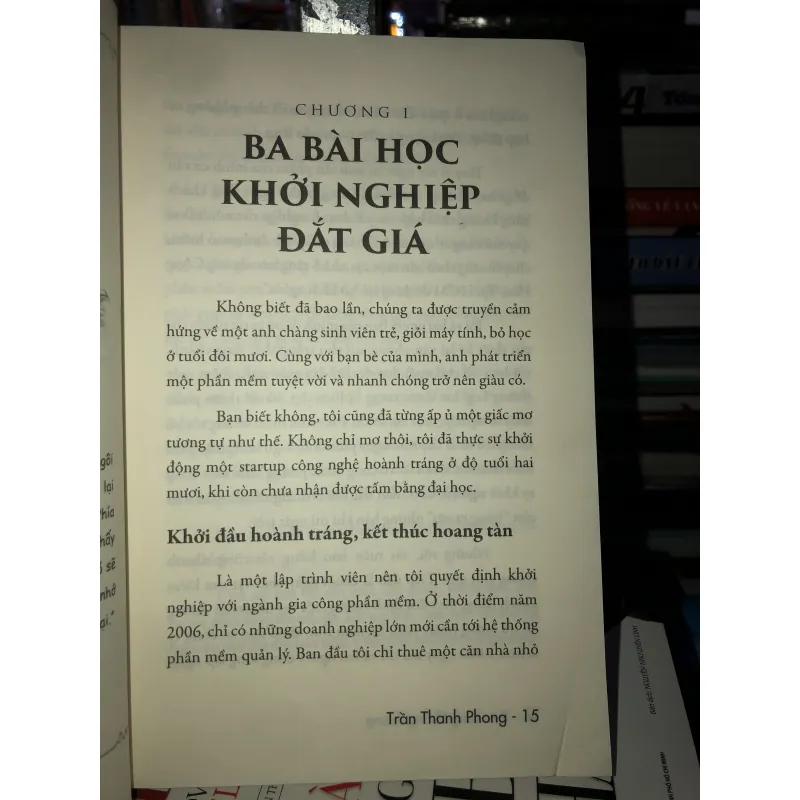 CHƯƠNG 1
BA BÀI HỌC
KHỞI NGHIỆP
ĐẮT GIÁ
Không biết đã bao lần, chúng ta được truyền cảm
hứng về một anh chàng sinh viên trẻ, giỏi máy tính, bỏ học
ở tuổi đôi mươi. Cùng với bạn bè của mình, anh phát triển
một phần mềm tuyệt vời và nhanh chóng trở nên giàu có.
Bạn biết không, tôi cũng đã từng ấp ủ một giấc mơ
tương tự như thế. Không chỉ mơ thôi, tôi đã thực sự khởi
động một startup công nghệ hoành tráng ở độ tuổi hai
mươi, khi còn chưa nhận được tấm bằng đại học.
Khởi đầu hoành tráng, kết thúc hoang tàn
Là một lập trình viên nên tôi quyết định khởi
nghiệp với ngành gia công phần mềm. Ở thời điểm năm
2006, chỉ có những doanh nghiệp lớn mới cần tới hệ thống
phần mềm quản lý. Ban đầu tôi chỉ thuê một căn nhà nhỏ
Trần Thanh Phong - 15
gôi
lại
hía
hấy
sẽ
nhớ
ại."